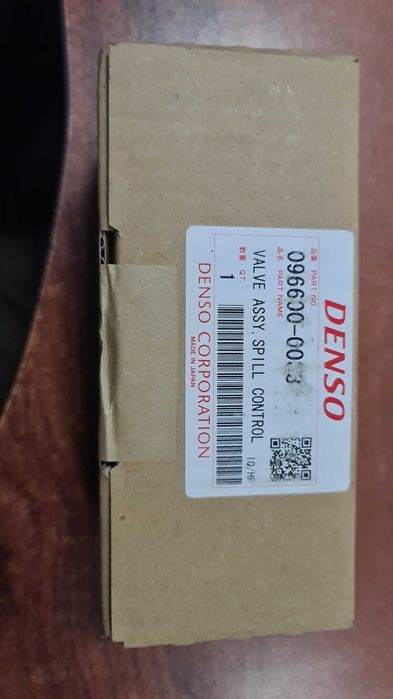 DENSO
品番 PART NO
品名 PART NAME
VALVE ASSY, SPILL CONTROL
数量 Q'T
1
DENSO CORPORATION
MADE IN JAPAN